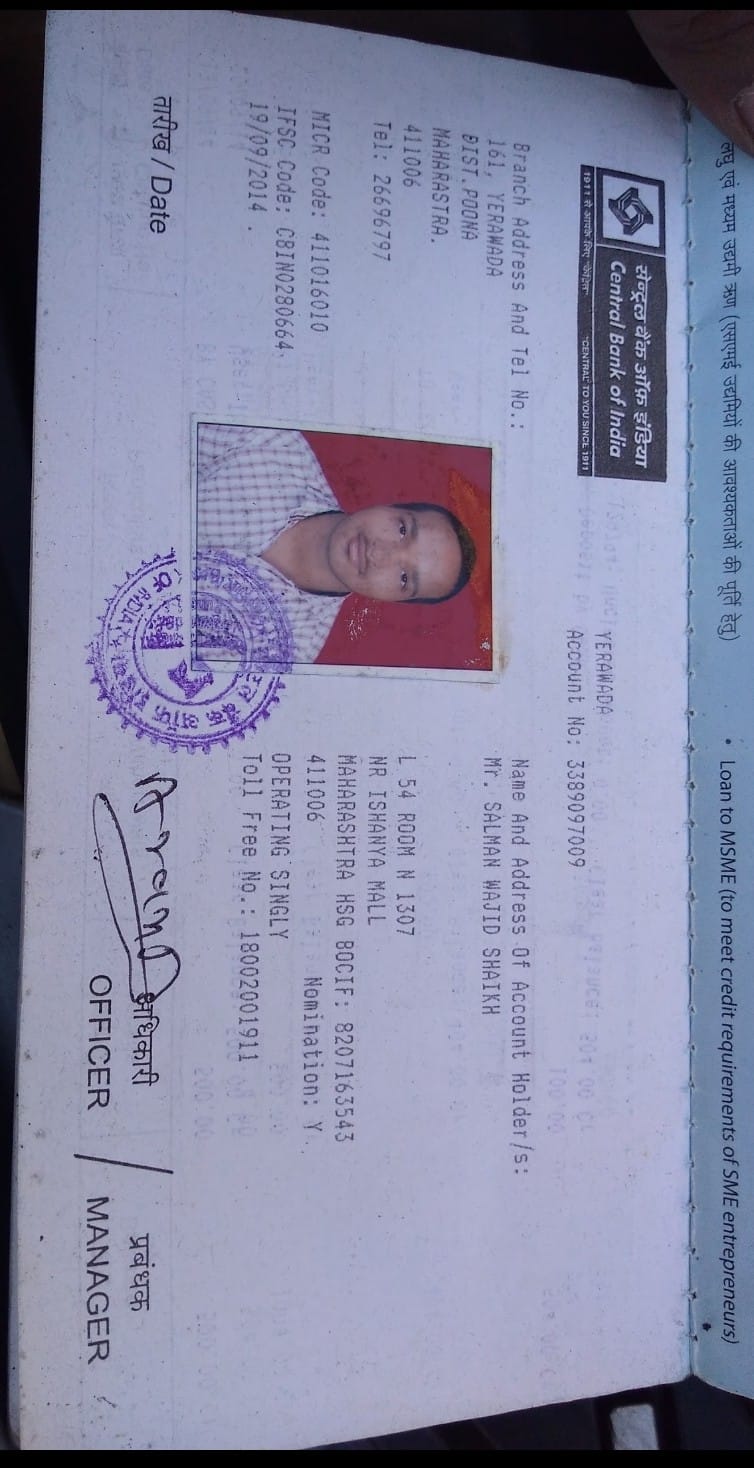 लघु एवं मध्यम उद्यमी ऋण (एसएमई उद्यमियों की आवश्यकताओं की पूर्ति हेतु)
• Loan to MSME (to meet credit requirements of SME entrepreneurs)
सेन्ट्रल बैंक ऑफ़ इंडिया
Central Bank of India
1911 से आपके लिए "केंद्रित" "CENTRAL" TO YOU SINCE 1911
YERAWADA
Account No: 3389097009
Branch Address And Tel No.:
161, YERAWADA
DIST.POONA
MAHARASTRA.
411006
Tel: 26696797
MICR Code: 411016010
IFSC Code: CBIN0280664.
19/09/2014 .
Name And Address Of Account Holder/s:
Mr. SALMAN WAJID SHAIKH
L 54 ROOM N 1307
NR ISHANYA MALL
MAHARASHTRA HSG BOCIF: 8207163543
411006 Nomination: Y
OPERATING SINGLY
Toll Free No.: 18002001911
तारीख / Date
अधिकारी / प्रबंधक
OFFICER / MANAGER
OF INDIA